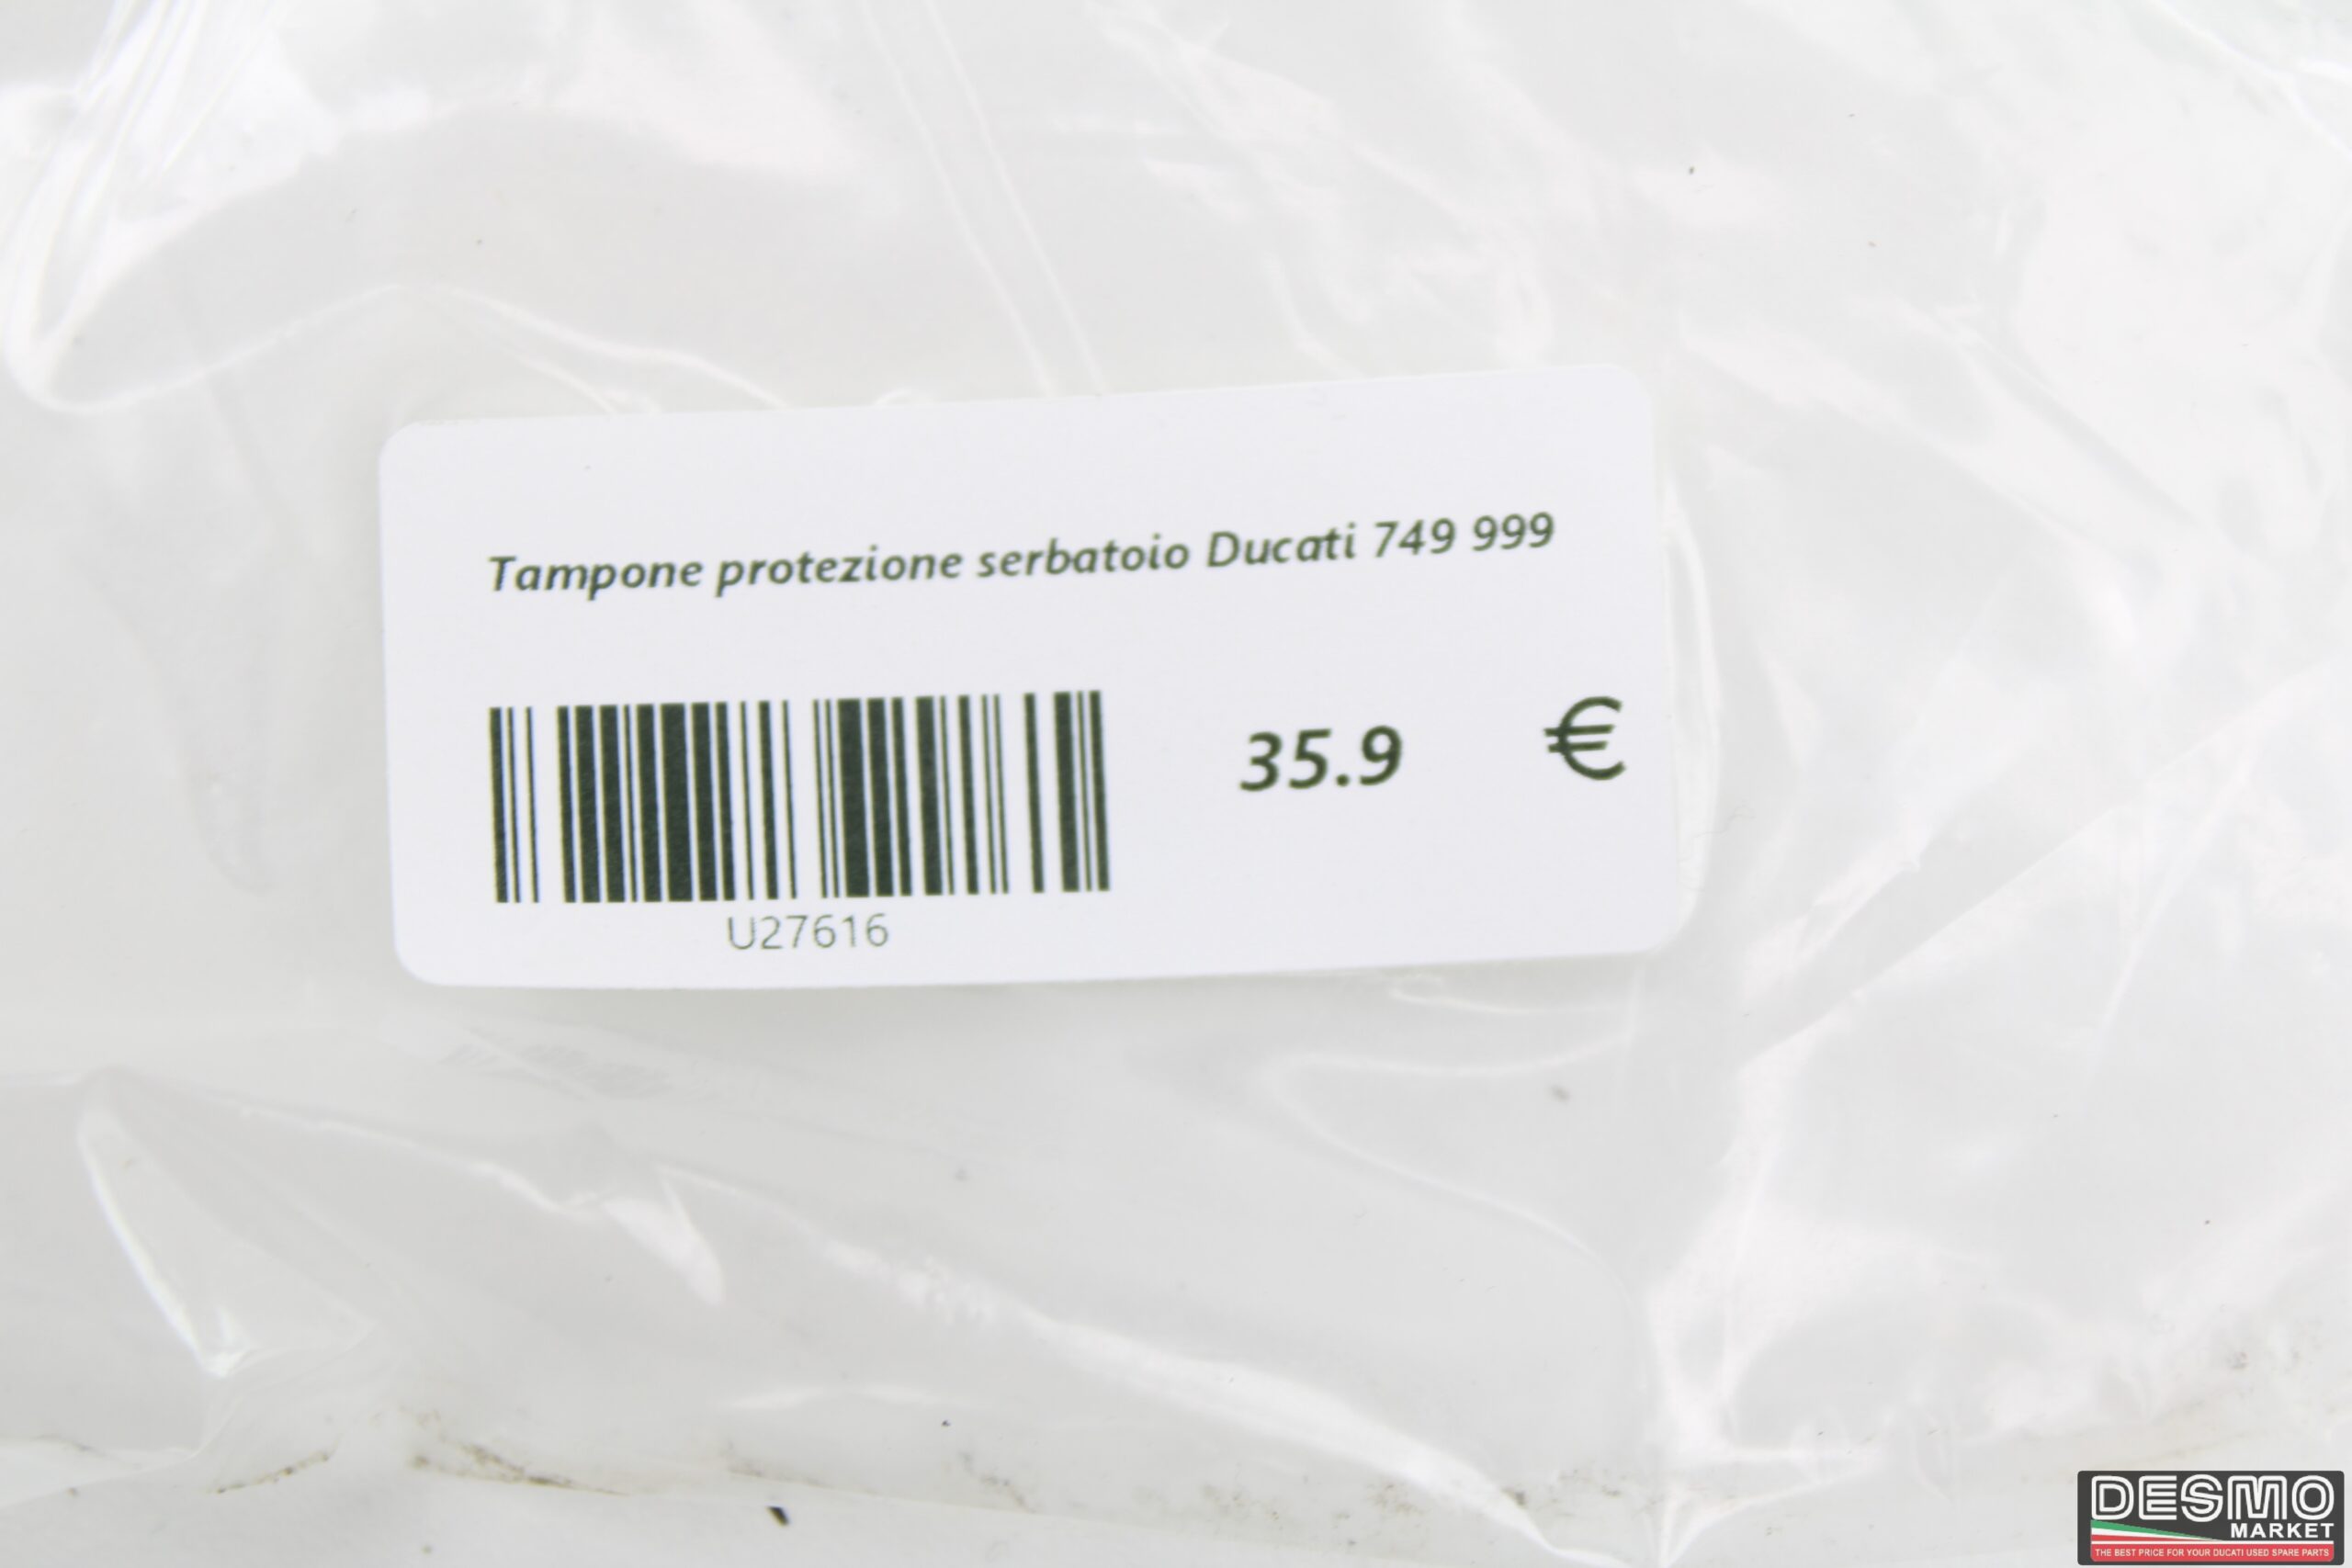 Tampone protezione serbatoio Ducati 749 999
35.9 €
U27616
DESMO
MARKET
THE BEST PRICE FOR YOUR DUCATI USED SPARE PARTS